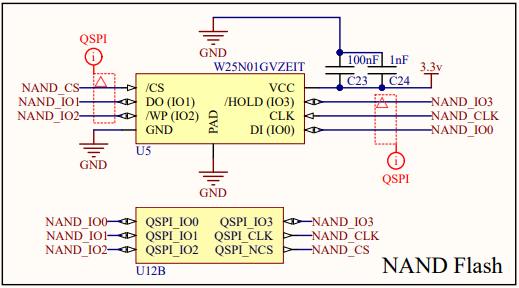 QSPI
i
GND
W25N01GVZEIT
100nF
1nF
C23
C24
3.3v
NAND_CS
NAND_IO1
NAND_IO2
/CS
DO (IO1)
/WP (IO2)
GND
PAD
VCC
/HOLD (IO3)
CLK
DI (IO0)
NAND_IO3
NAND_CLK
NAND_IO0
GND
U5
GND
i
QSPI
NAND_IO0
NAND_IO1
NAND_IO2
QSPI_IO0
QSPI_IO1
QSPI_IO2
QSPI_IO3
QSPI_CLK
QSPI_NCS
NAND_IO3
NAND_CLK
NAND_CS
U12B
NAND Flash